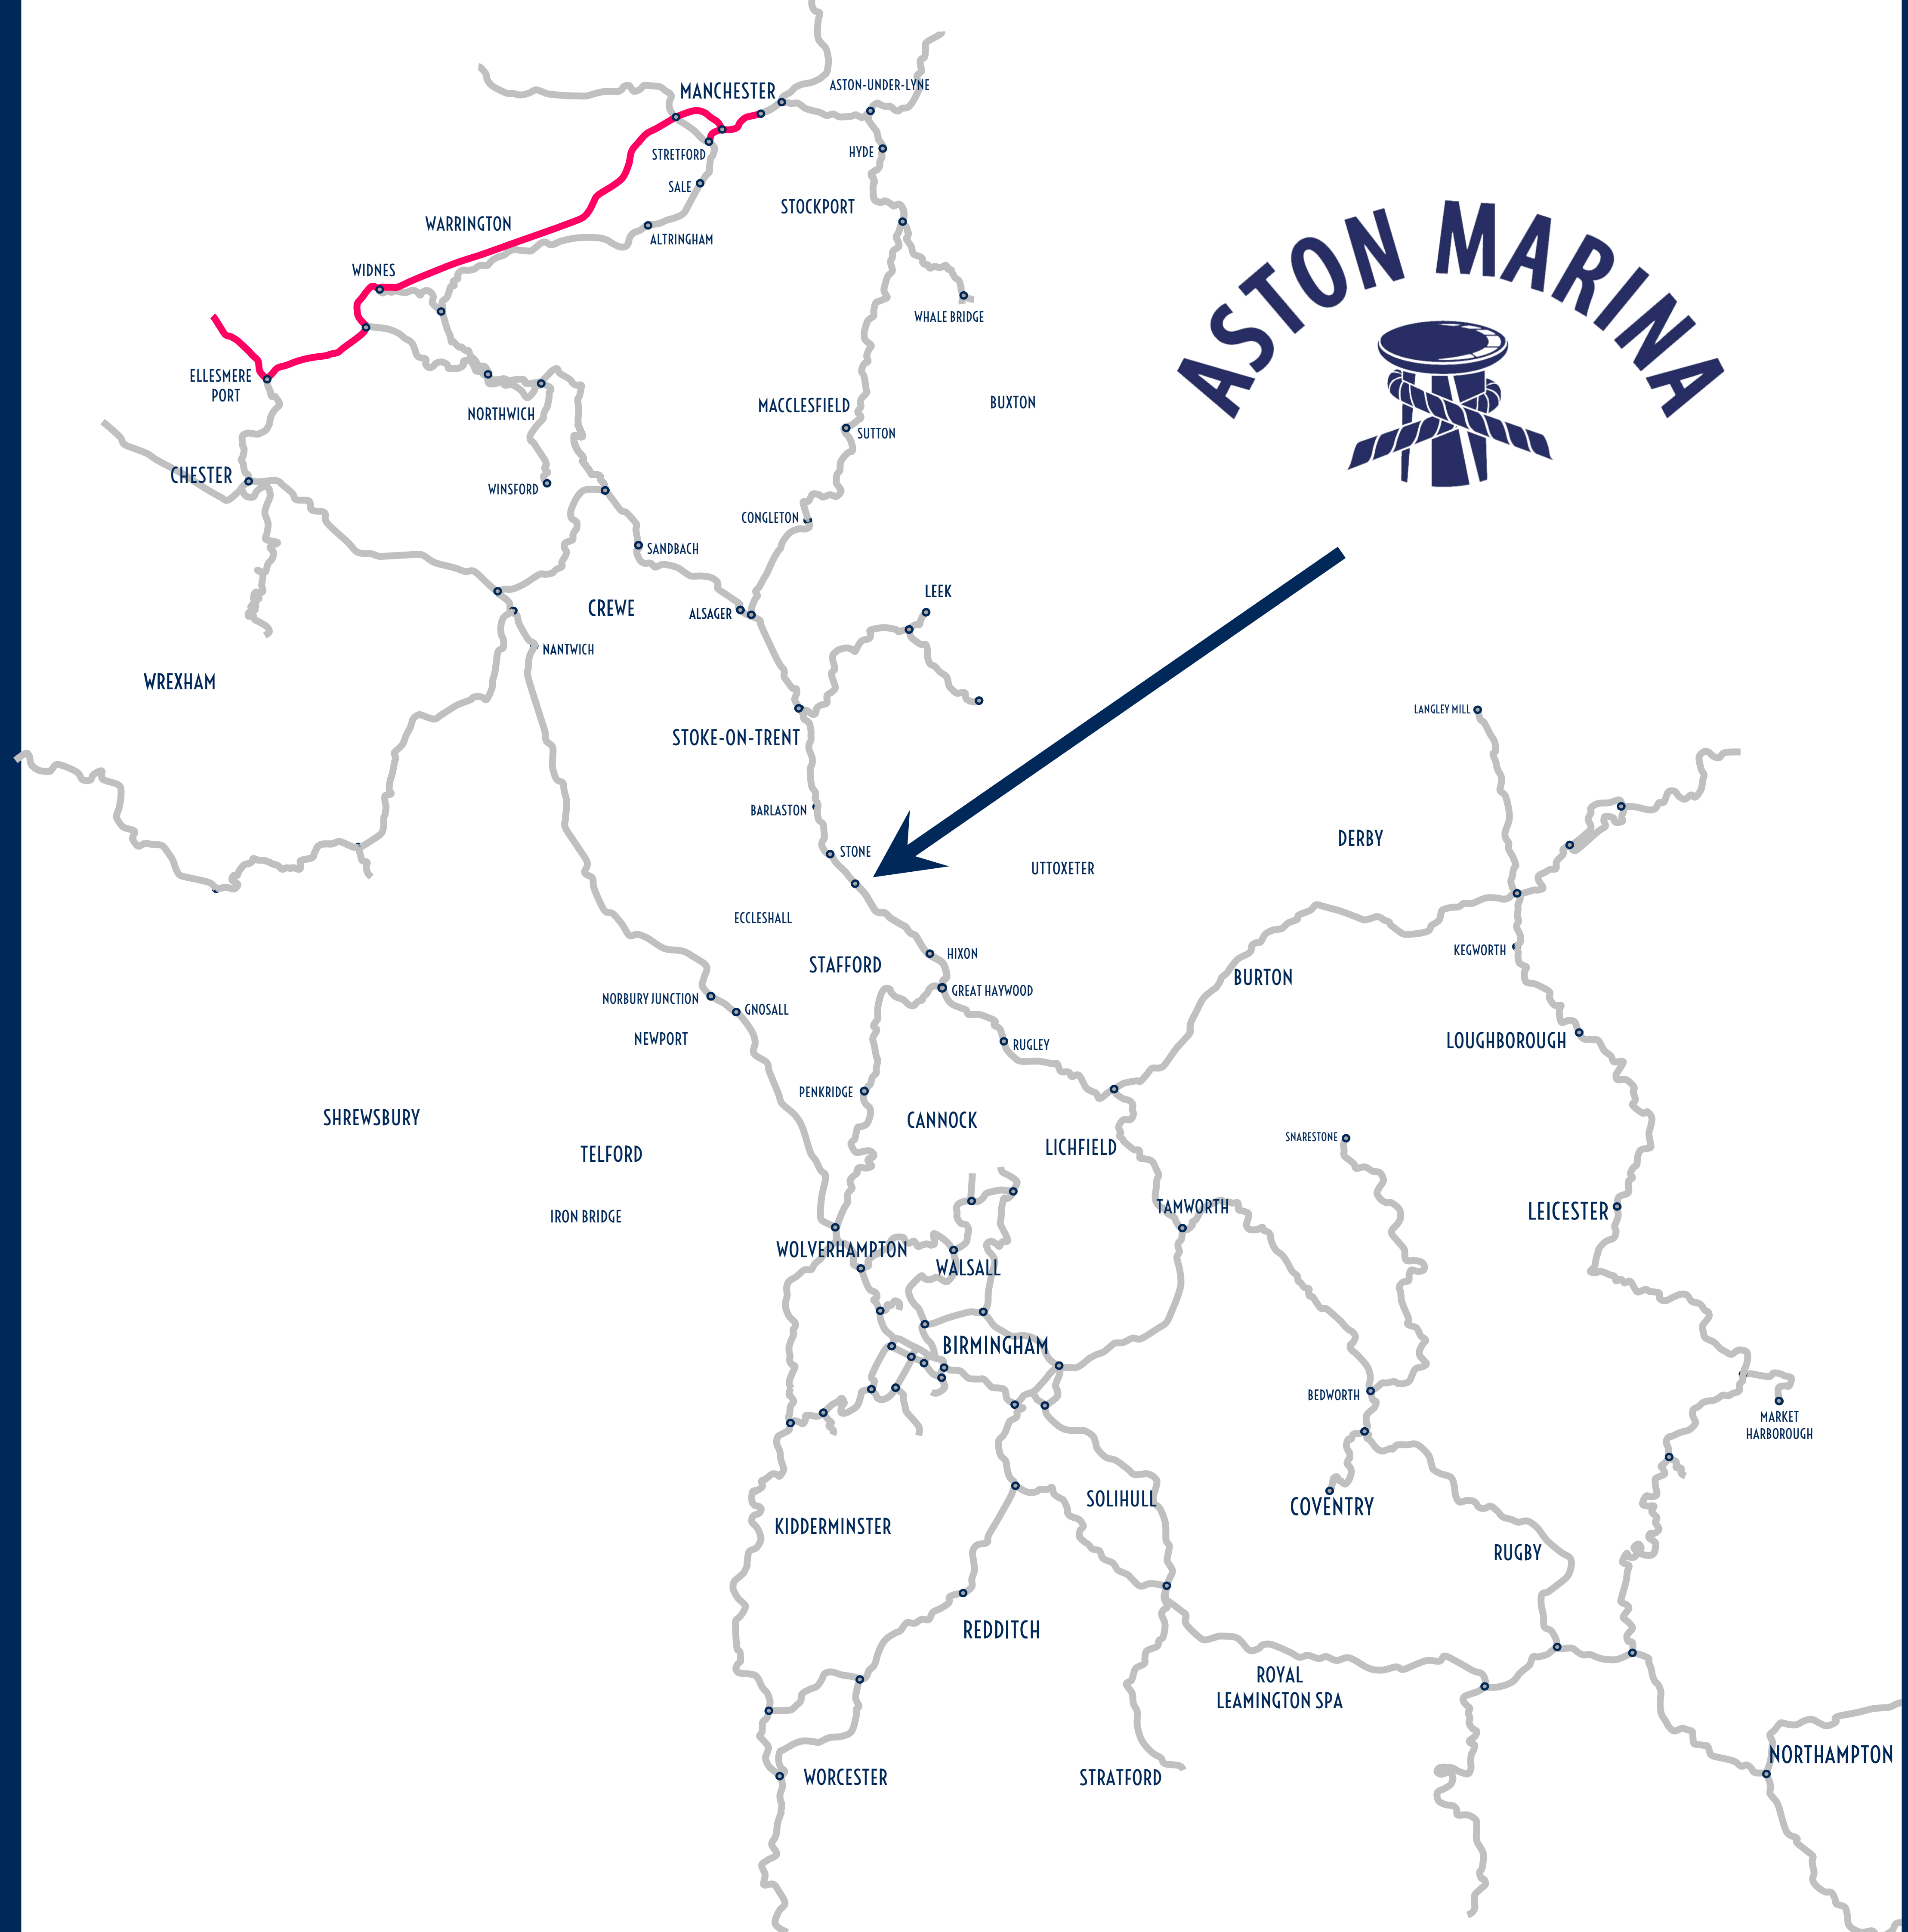 MANCHESTER
ASTON-UNDER-LYNE
STRETFORD
HYDE
SALE
STOCKPORT
WARRINGTON
ALTRINGHAM
WIDNES
WHALE BRIDGE
ASTON MARINA
ELLESMERE
PORT
NORTHWICH
MACCLESFIELD
BUXTON
SUTTON
CHESTER
WINSFORD
CONGLETON
SANDBACH
LEEK
CREWE
ALSAGER
NANTWICH
WREXHAM
LANGLEY MILL
STOKE-ON-TRENT
BARLASTON
DERBY
STONE
UTTOXETER
ECCLESHALL
HIXON
KEGWORTH
STAFFORD
BURTON
GREAT HAYWOOD
NORBURY JUNCTION
GNOSALL
NEWPORT
RUGLEY
LOUGHBOROUGH
PENKRIDGE
SHREWSBURY
CANNOCK
SNARESTONE
LICHFIELD
TELFORD
TAMWORTH
IRON BRIDGE
LEICESTER
WOLVERHAMPTON
WALSALL
BIRMINGHAM
BEDWORTH
MARKET
HARBOROUGH
SOLIHULL
COVENTRY
KIDDERMINSTER
RUGBY
REDDITCH
ROYAL
LEAMINGTON SPA
NORTHAMPTON
WORCESTER
STRATFORD